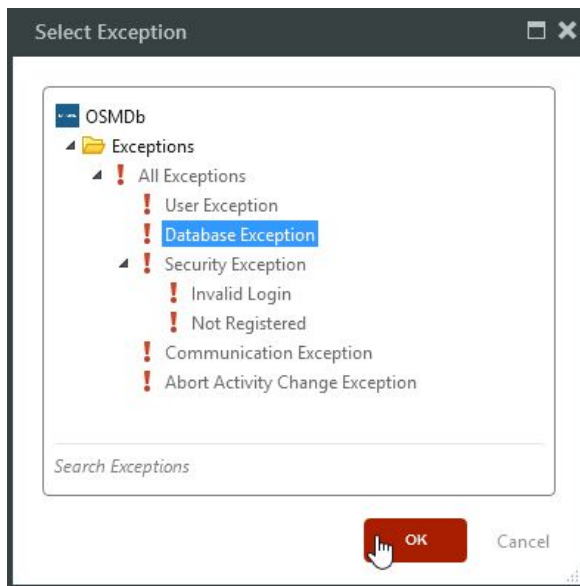 Select Exception
OSMDb
Exceptions
All Exceptions
User Exception
Database Exception
Security Exception
Invalid Login
Not Registered
Communication Exception
Abort Activity Change Exception
Search Exceptions
OK
Cancel